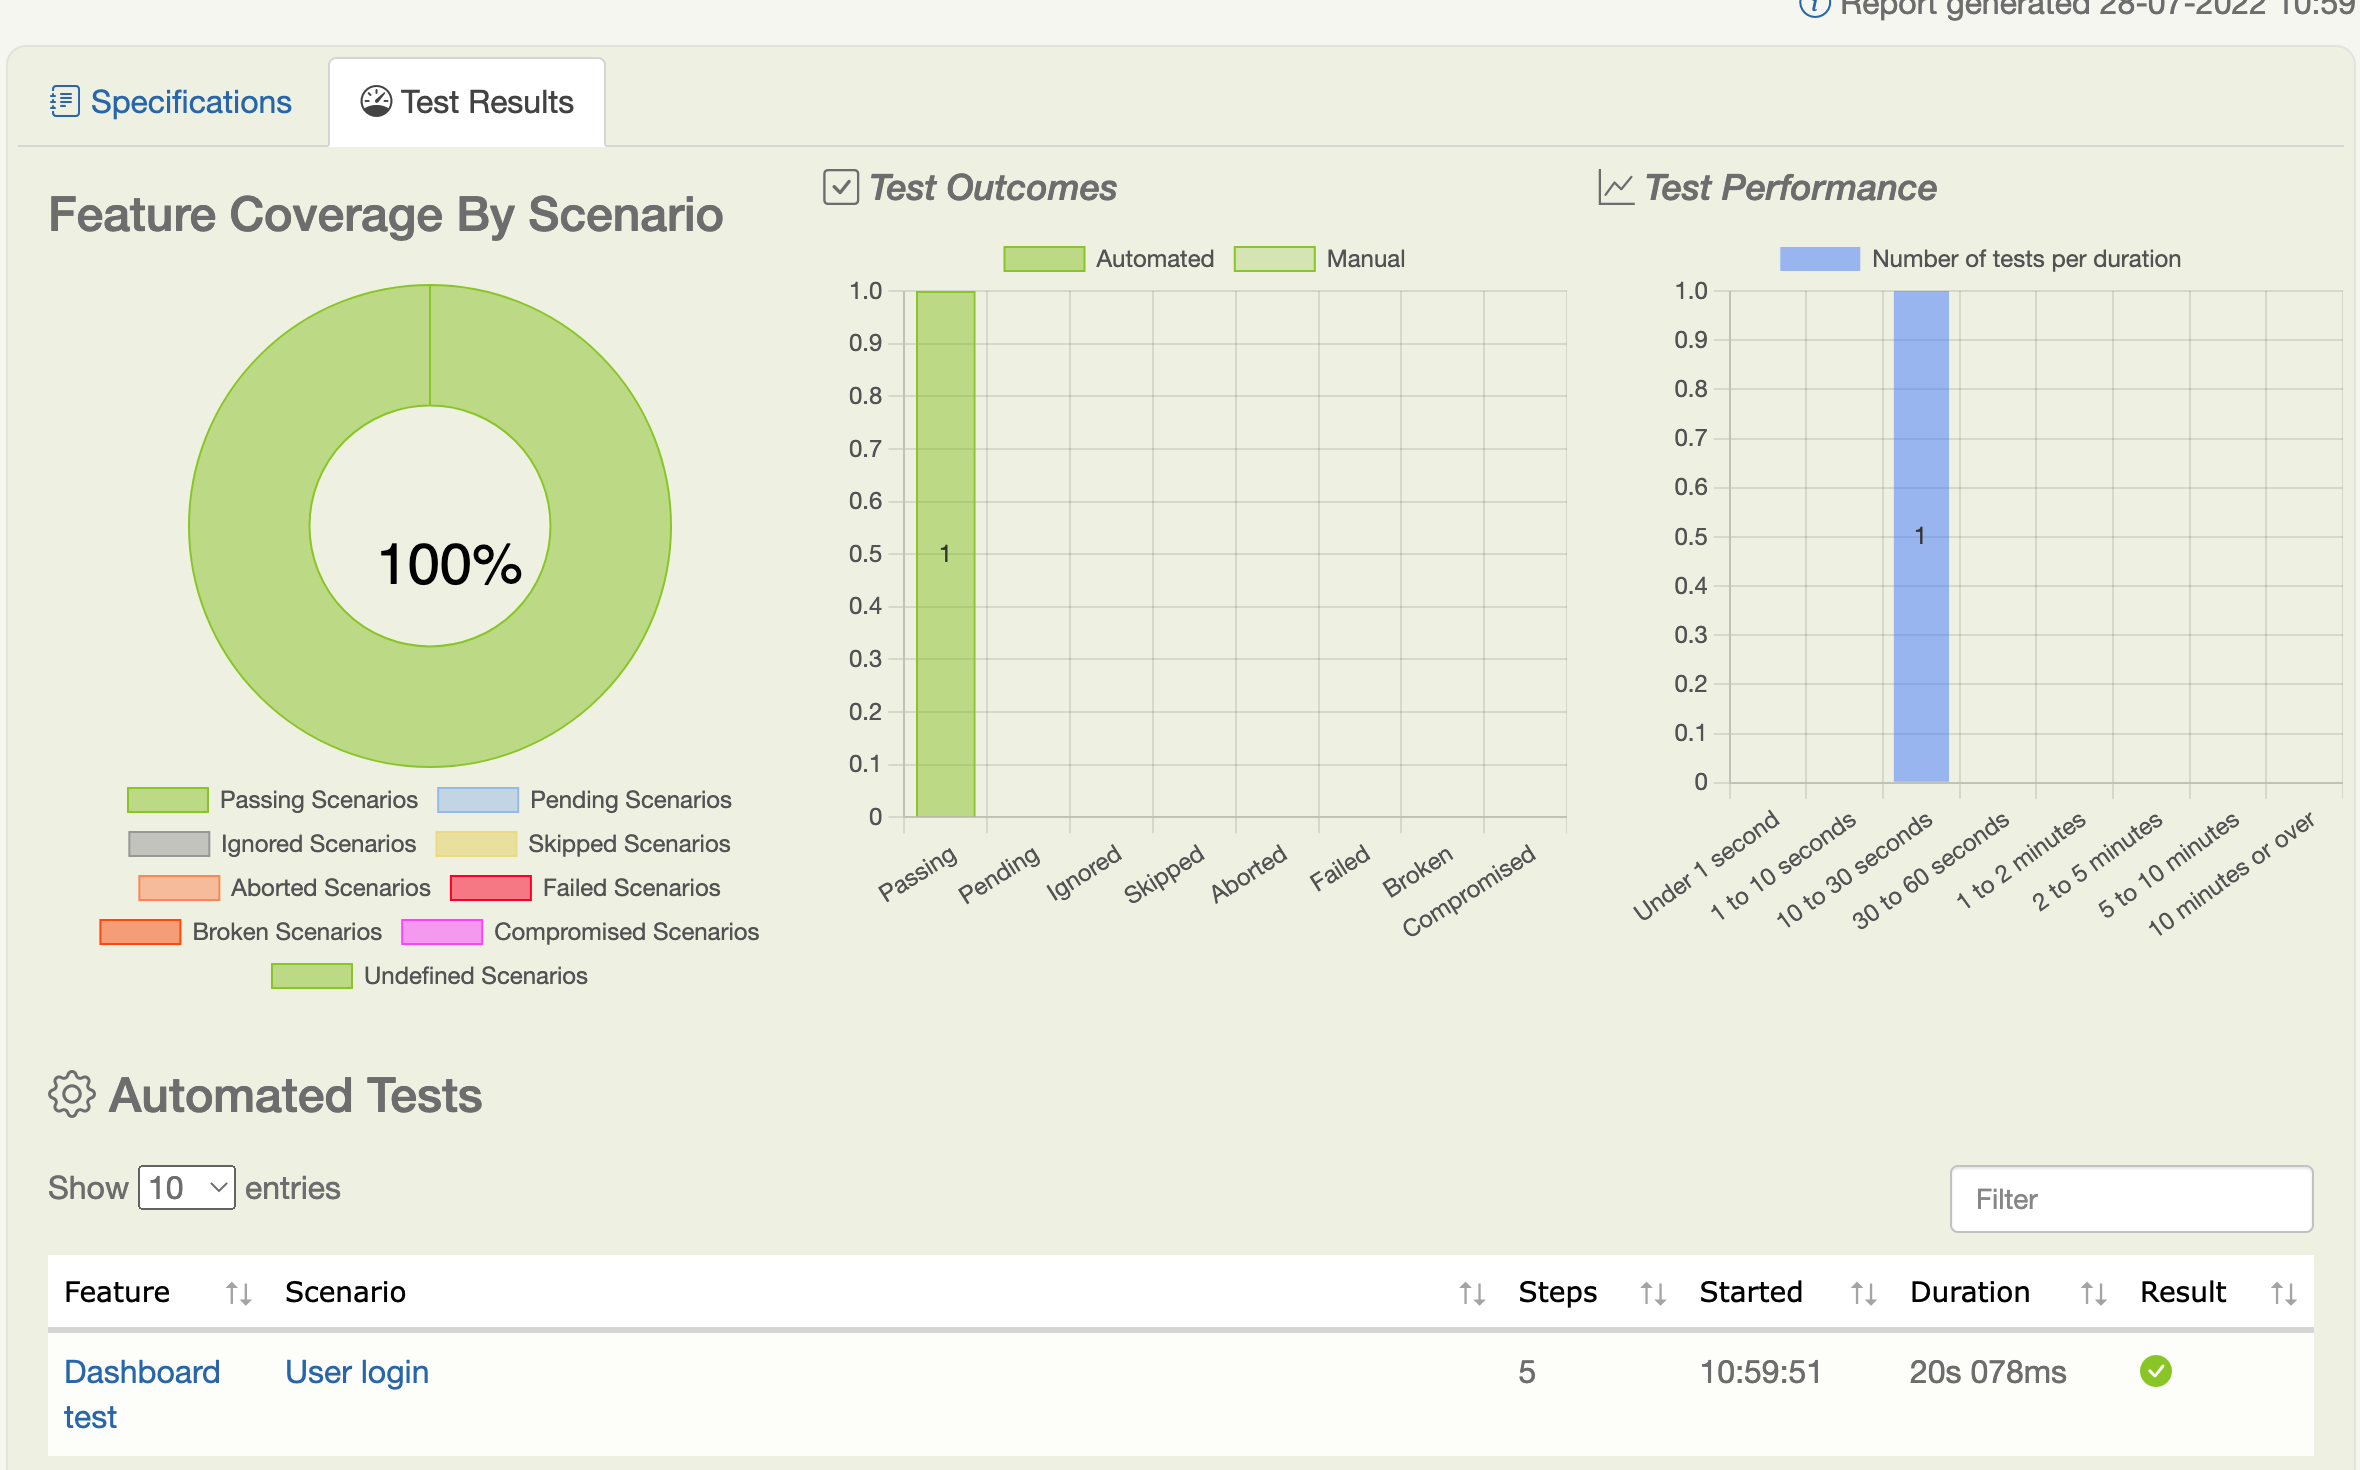 Report generated 28-07-2022 10:59
Specifications
Test Results
Feature Coverage By Scenario
100%
Passing Scenarios
Pending Scenarios
Ignored Scenarios
Skipped Scenarios
Aborted Scenarios
Failed Scenarios
Broken Scenarios
Compromised Scenarios
Undefined Scenarios
Test Outcomes
Automated
Manual
1.0
0.9
0.8
0.7
0.6
0.5
0.4
0.3
0.2
0.1
0
1
Passing
Pending
Ignored
Skipped
Aborted
Failed
Broken
Compromised
Test Performance
Number of tests per duration
1.0
0.9
0.8
0.7
0.6
0.5
0.4
0.3
0.2
0.1
0
1
Under 1 second
1 to 10 seconds
10 to 30 seconds
30 to 60 seconds
1 to 2 minutes
2 to 5 minutes
5 to 10 minutes
10 minutes or over
Automated Tests
Show 10 entries
Filter
Feature Scenario Steps Started Duration Result
Dashboard User login 5 10:59:51 20s 078ms
test